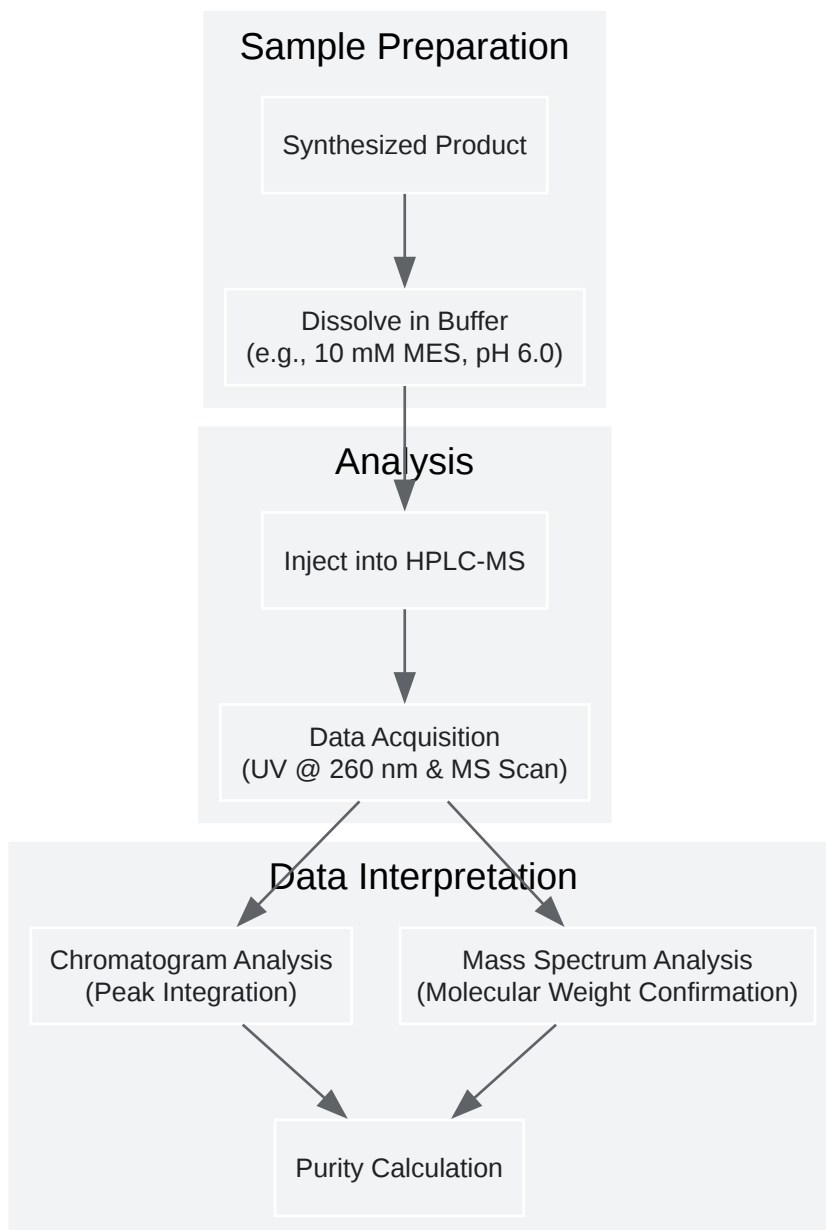 Sample Preparation
Synthesized Product
Dissolve in Buffer
(e.g., 10 mM MES, pH 6.0)
Analysis
Inject into HPLC-MS
Data Acquisition
(UV @ 260 nm & MS Scan)
Data Interpretation
Chromatogram Analysis
(Peak Integration)
Mass Spectrum Analysis
(Molecular Weight Confirmation)
Purity Calculation